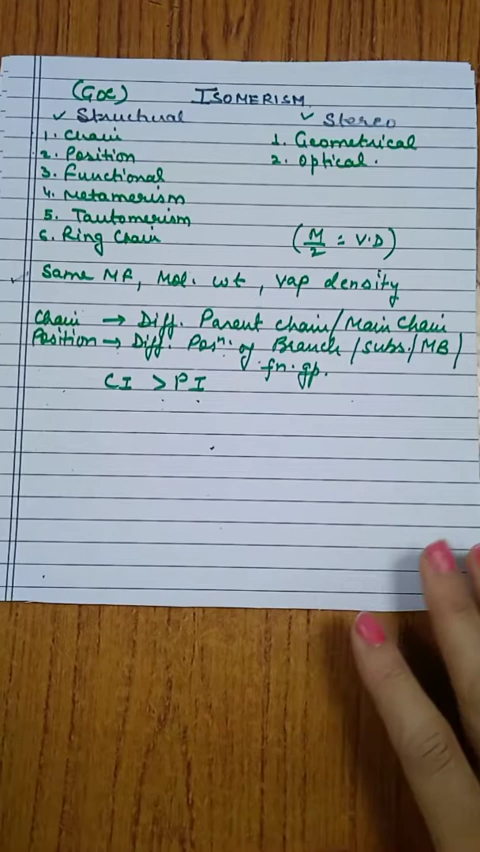 (GOC) ISOMERISM
✓ Structural ✓ Stereo
1. Chain 1. Geometrical
2. Position 2. Optical.
3. Functional
4. Metamerism
5. Tautomerism
6. Ring Chain (M/2 = V.D)
✓ Same MF, Mol. wt, vap density
Chain → Diff. Parent chain/Main Chain
Position → Diff. Posⁿ. of Branch/Subs./MB/
fn. gp.
CI > PI